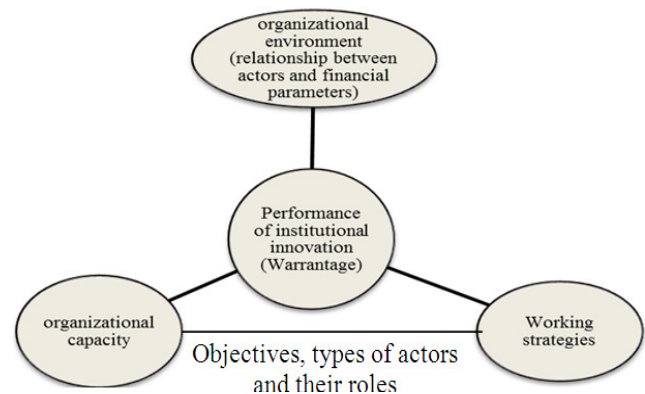 organizational
environment
(relationship between
actors and financial
parameters)
Performance
of institutional
innovation
(Warrantage)
organizational
capacity
Working
strategies
Objectives, types of actors
and their roles